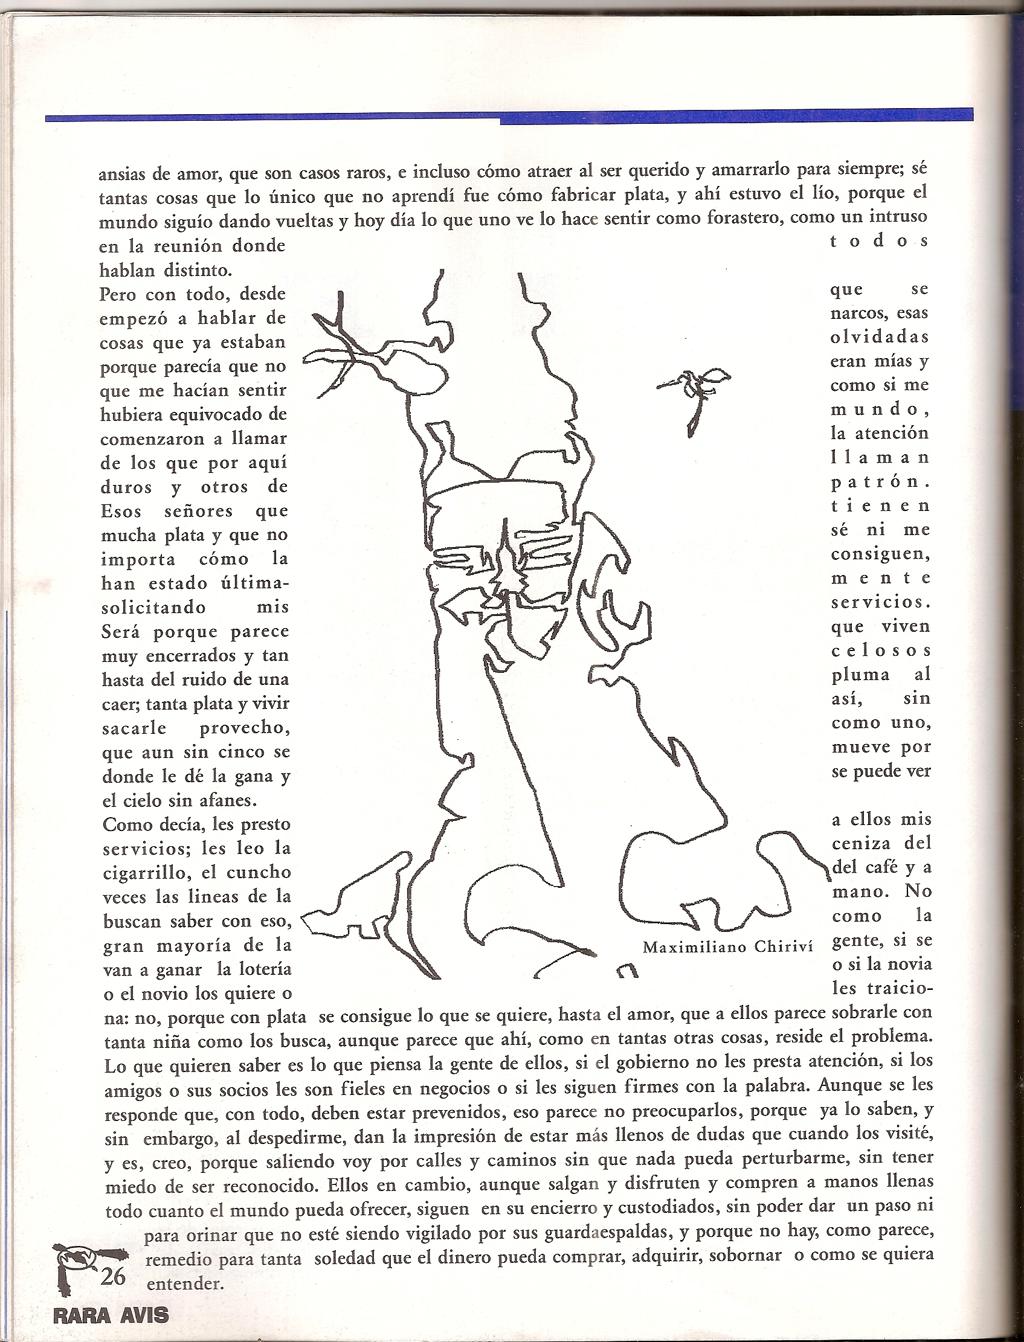 ansias de amor, que son casos raros, e incluso cómo atraer al ser querido y amarrarlo para siempre; sé
tantas cosas que lo único que no aprendí fue cómo fabricar plata, y ahí estuvo el lío, porque el
mundo siguío dando vueltas y hoy día lo que uno ve lo hace sentir como forastero, como un intruso
en la reunión donde todos
hablan distinto.
Pero con todo, desde que se
empezó a hablar de narcos, esas
cosas que ya estaban olvidadas
porque parecía que no eran mías y
que me hacían sentir como si me
hubiera equivocado de mundo,
comenzaron a llamar la atención
de los que por aquí llaman
duros y otros de patrón.
Esos señores que tienen
mucha plata y que no sé ni me
importa cómo la consiguen,
han estado última- mente
solicitando mis servicios.
Será porque parece que viven
muy encerrados y tan celosos
hasta del ruido de una pluma al
caer; tanta plata y vivir así, sin
sacarle provecho, como uno,
que aun sin cinco se mueve por
donde le dé la gana y se puede ver
el cielo sin afanes.
Como decía, les presto a ellos mis
servicios; les leo la ceniza del
cigarrillo, el cuncho del café y a
veces las lineas de la mano. No
buscan saber con eso, como la
gran mayoría de la gente, si se
van a ganar la lotería o si la novia
o el novio los quiere o les traicio-
Maximiliano Chiriví
na: no, porque con plata se consigue lo que se quiere, hasta el amor, que a ellos parece sobrarle con
tanta niña como los busca, aunque parece que ahí, como en tantas otras cosas, reside el problema.
Lo que quieren saber es lo que piensa la gente de ellos, si el gobierno no les presta atención, si los
amigos o sus socios les son fieles en negocios o si les siguen firmes con la palabra. Aunque se les
responde que, con todo, deben estar prevenidos, eso parece no preocuparlos, porque ya lo saben, y
sin embargo, al despedirme, dan la impresión de estar más llenos de dudas que cuando los visité,
y es, creo, porque saliendo voy por calles y caminos sin que nada pueda perturbarme, sin tener
miedo de ser reconocido. Ellos en cambio, aunque salgan y disfruten y compren a manos llenas
todo cuanto el mundo pueda ofrecer, siguen en su encierro y custodiados, sin poder dar un paso ni
para orinar que no esté siendo vigilado por sus guardaespaldas, y porque no hay, como parece,
remedio para tanta soledad que el dinero pueda comprar, adquirir, sobornar o como se quiera
entender.
26
RARA AVIS